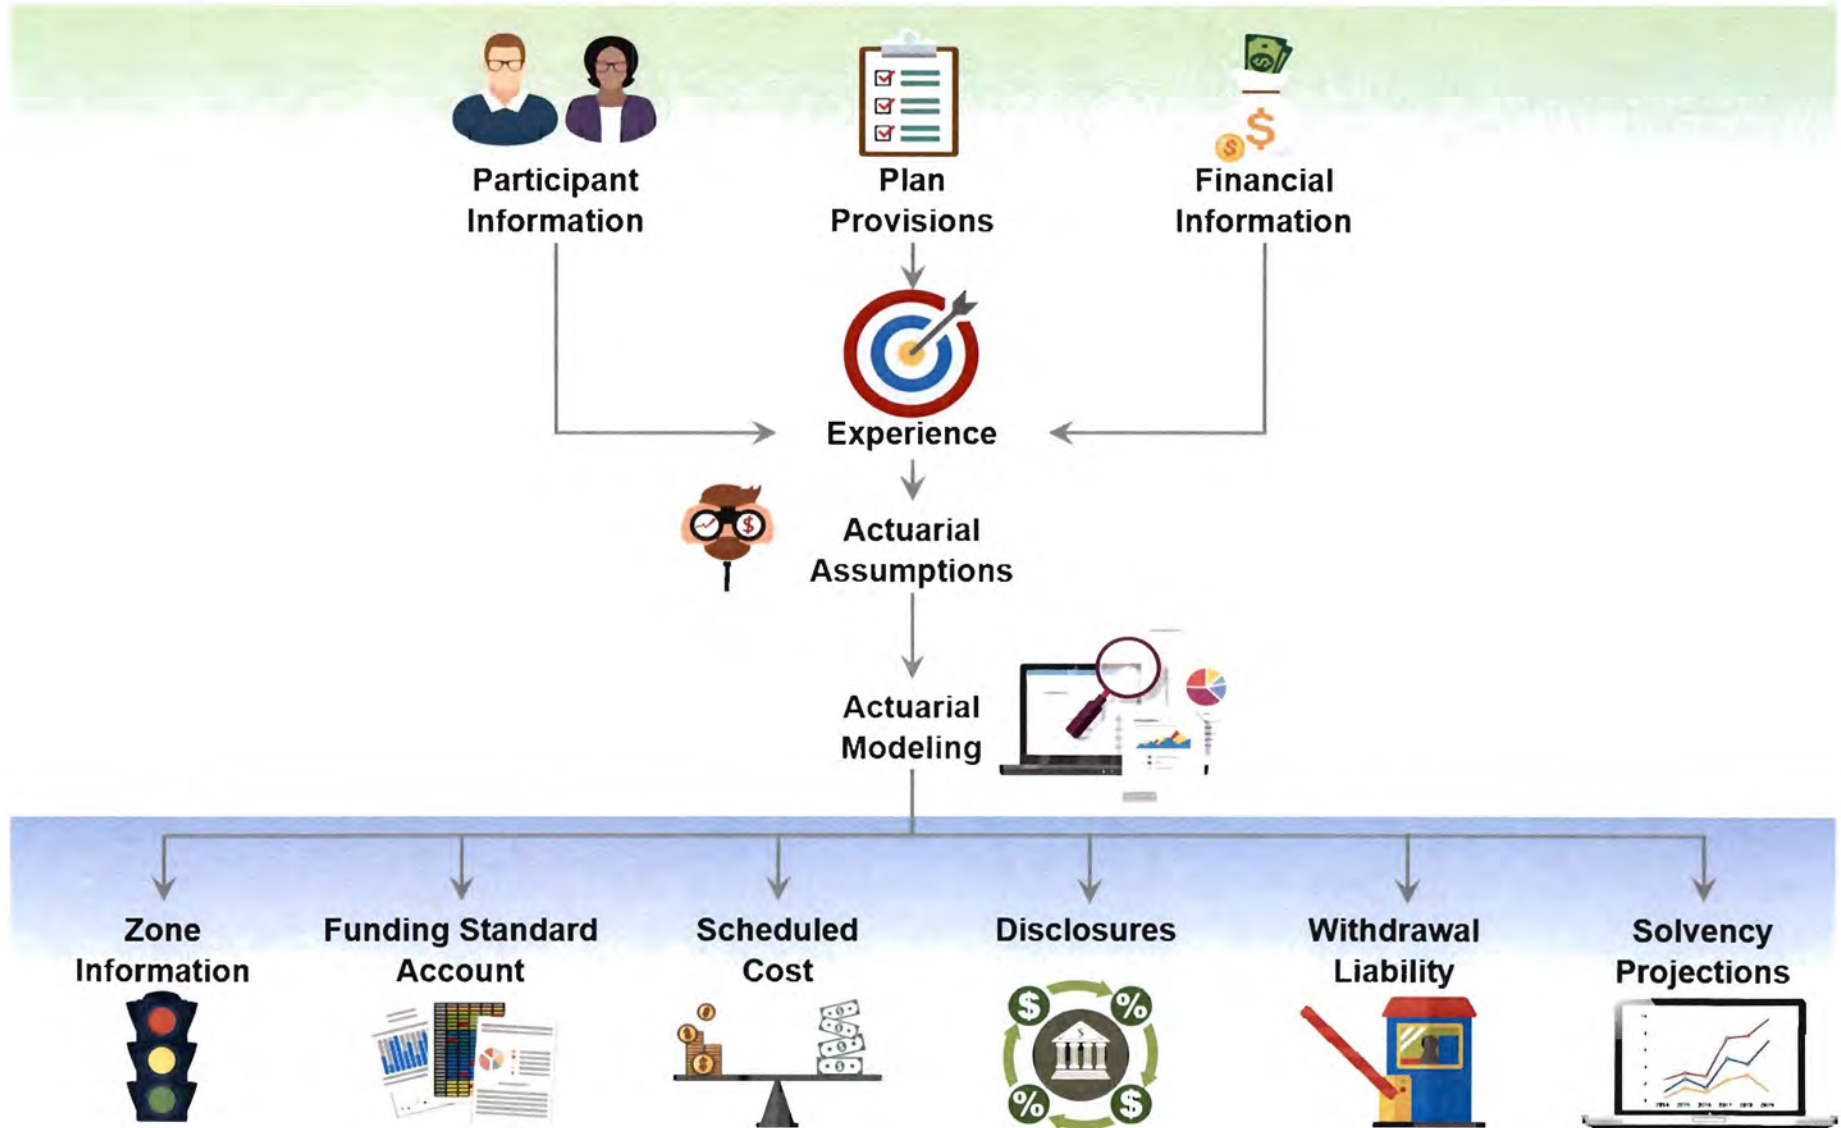 Participant
Information
Plan
Provisions
Financial
Information
Experience
Actuarial
Assumptions
Actuarial
Modeling
Zone
Information
Funding Standard
Account
Scheduled
Cost
Disclosures
Withdrawal
Liability
Solvency
Projections